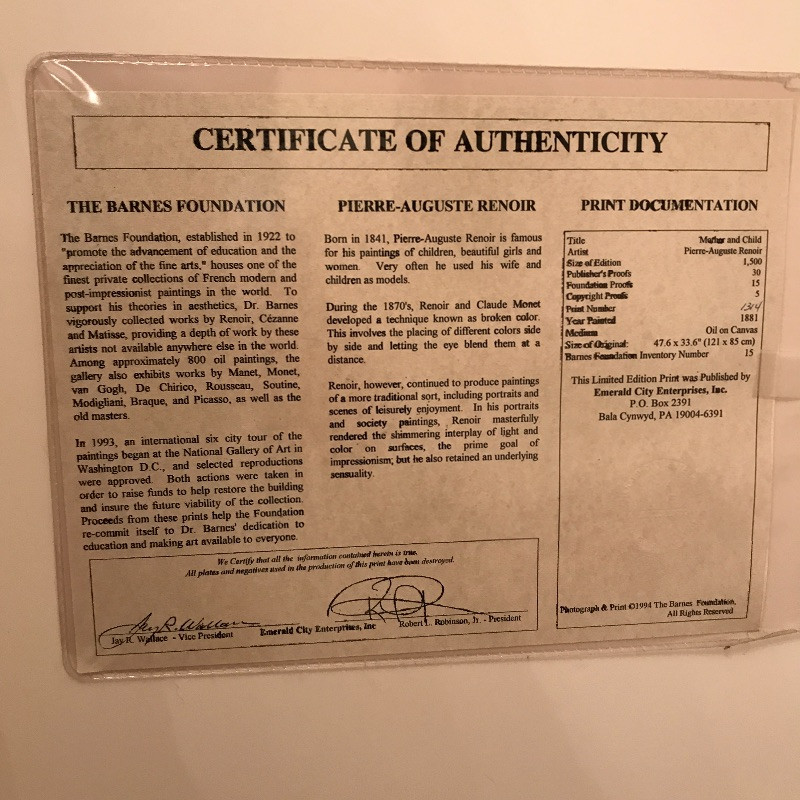 CERTIFICATE OF AUTHENTICITY
THE BARNES FOUNDATION
The Barnes Foundation, established in 1922 to
"promote the advancement of education and the
appreciation of the fine arts," houses one of the
finest private collections of French modern and
post-impressionist paintings in the world. To
support his theories in aesthetics, Dr. Barnes
vigorously collected works by Renoir, Cézanne
and Matisse, providing a depth of work by these
artists not available anywhere else in the world.
Among approximately 800 oil paintings, the
gallery also exhibits works by Manet, Monet,
van Gogh, De Chirico, Rousseau, Soutine,
Modigliani, Braque, and Picasso, as well as the
old masters.
In 1993, an international six city tour of the
paintings began at the National Gallery of Art in
Washington D.C., and selected reproductions
were approved. Both actions were taken in
order to raise funds to help restore the building
and insure the future viability of the collection.
Proceeds from these prints help the Foundation
re-commit itself to Dr. Barnes' dedication to
education and making art available to everyone.
PIERRE-AUGUSTE RENOIR
Born in 1841, Pierre-Auguste Renoir is famous
for his paintings of children, beautiful girls and
women. Very often he used his wife and
children as models.
During the 1870's, Renoir and Claude Monet
developed a technique known as broken color.
This involves the placing of different colors side
by side and letting the eye blend them at a
distance.
Renoir, however, continued to produce paintings
of a more traditional sort, including portraits and
scenes of leisurely enjoyment. In his portraits
and society paintings, Renoir masterfully
rendered the shimmering interplay of light and
color on surfaces, the prime goal of
impressionism; but he also retained an underlying
sensuality.
PRINT DOCUMENTATION
Title Mother and Child
Artist Pierre-Auguste Renoir
Size of Edition 1,500
Publisher's Proofs 30
Foundation Proofs 15
Copyright Proofs 5
Print Number
Year Painted 1881
Medium Oil on Canvas
Size of Original: 47.6 x 33.6" (121 x 85 cm)
Barnes Foundation Inventory Number 15
This Limited Edition Print was Published by
Emerald City Enterprises, Inc.
P.O. Box 2391
Bala Cynwyd, PA 19004-6391
Photograph & Print ©1994 The Barnes Foundation,
All Rights Reserved
We Certify that all the information contained herein is true.
All plates and negatives used in the production of this print have been destroyed.
Jay R. Wallace
Jay R. Wallace - Vice President
Emerald City Enterprises, Inc
Robert L. Robinson, Jr. - President